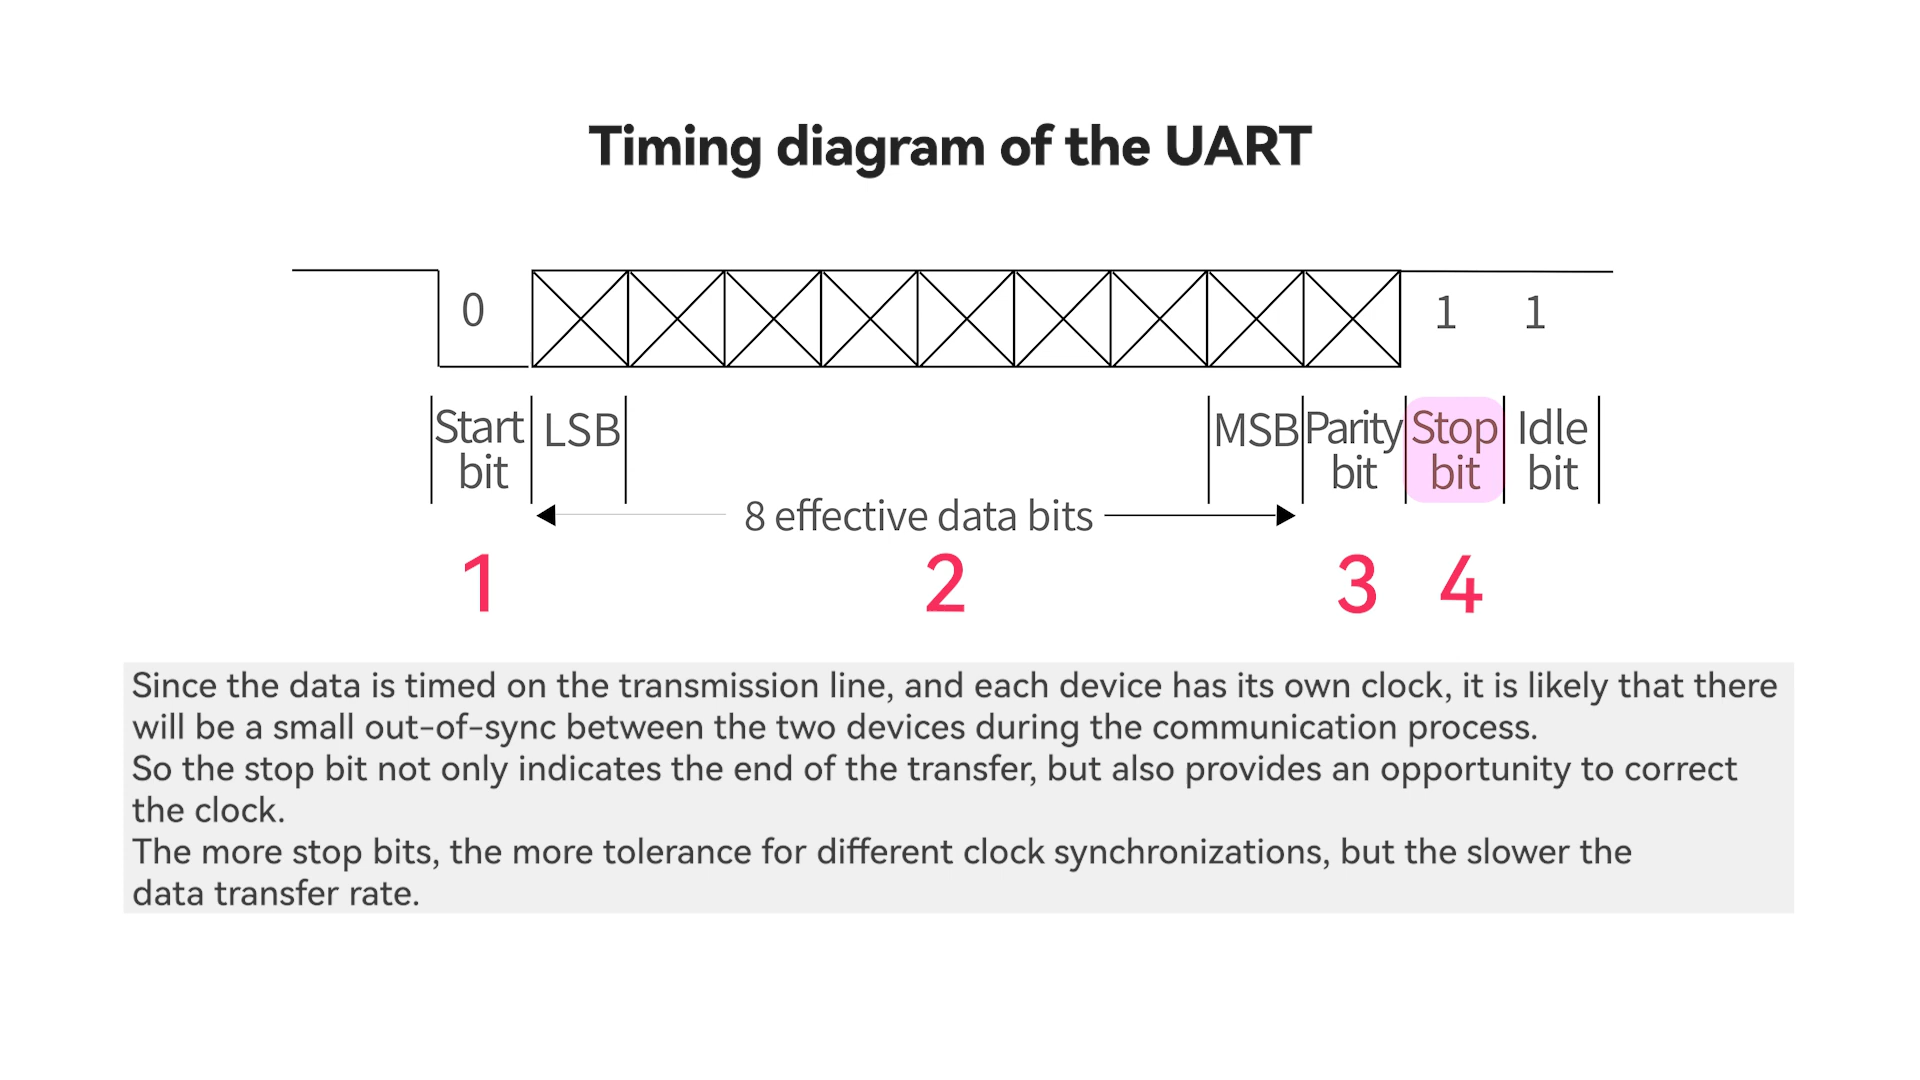 Timing diagram of the UART
0
1
1
Start
bit
LSB
MSB
Parity
bit
Stop
bit
Idle
bit
8 effective data bits
1
2
3
4
Since the data is timed on the transmission line, and each device has its own clock, it is likely that there
will be a small out-of-sync between the two devices during the communication process.
So the stop bit not only indicates the end of the transfer, but also provides an opportunity to correct
the clock.
The more stop bits, the more tolerance for different clock synchronizations, but the slower the
data transfer rate.